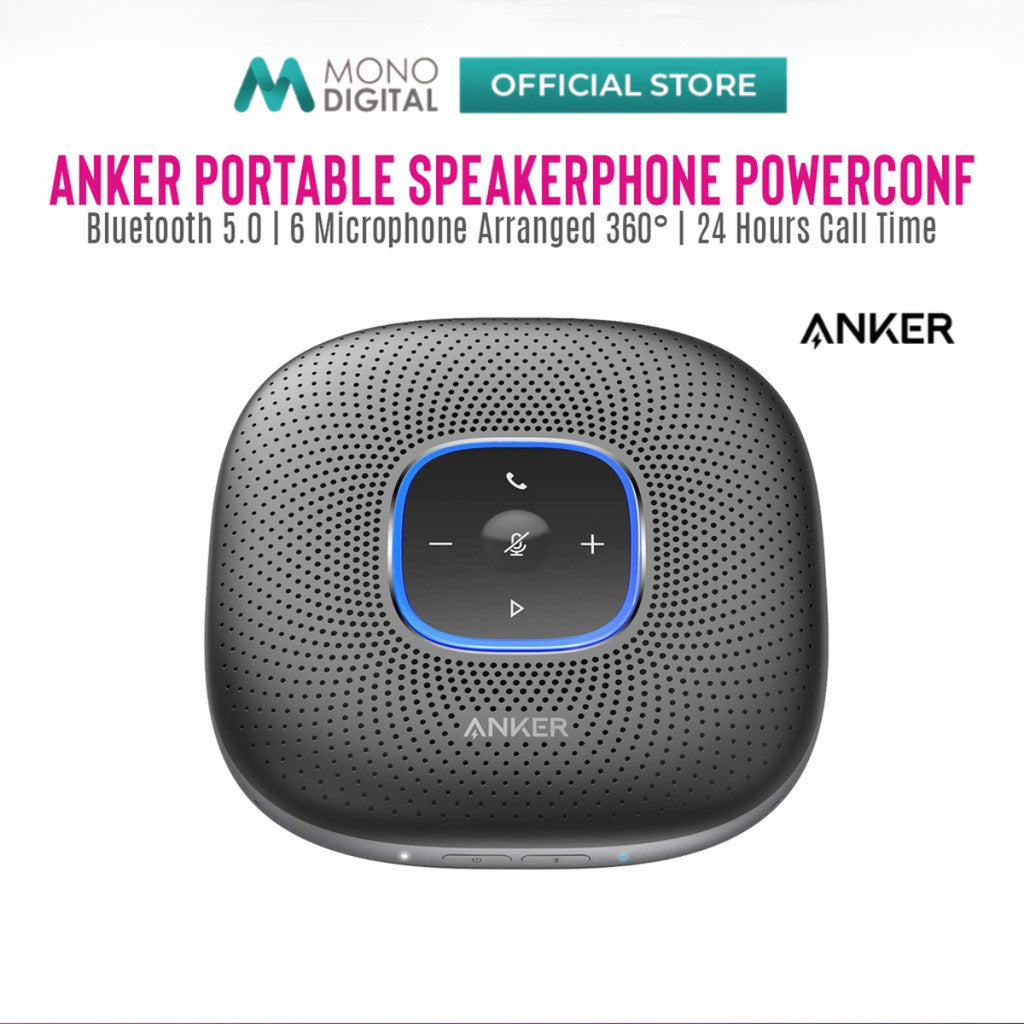 MONO
DIGITAL
OFFICIAL STORE
ANKER PORTABLE SPEAKERPHONE POWERCONF
Bluetooth 5.0 | 6 Microphone Arranged 360° | 24 Hours Call Time
ANKER
ANKER